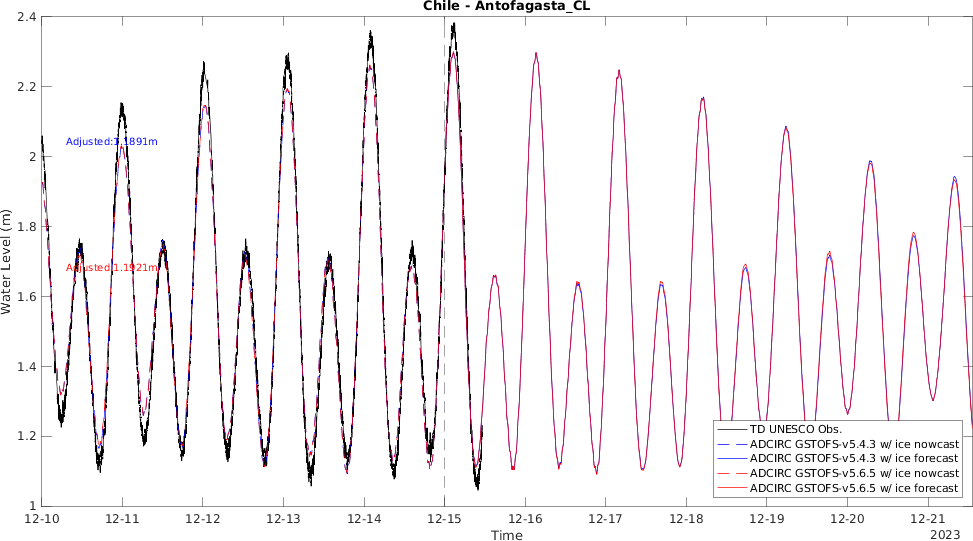 Chile - Antofagasta_CL
2.4
2.2
2
1.8
1.6
1.4
1.2
1
Water Level (m)
Adjusted:1.1891m
Adjusted:1.1921m
TD UNESCO Obs.
ADCIRC GSTOFS-v5.4.3 w/ ice nowcast
ADCIRC GSTOFS-v5.4.3 w/ ice forecast
ADCIRC GSTOFS-v5.6.5 w/ ice nowcast
ADCIRC GSTOFS-v5.6.5 w/ ice forecast
12-10 12-11 12-12 12-13 12-14 12-15 12-16 12-17 12-18 12-19 12-20 12-21
Time
2023